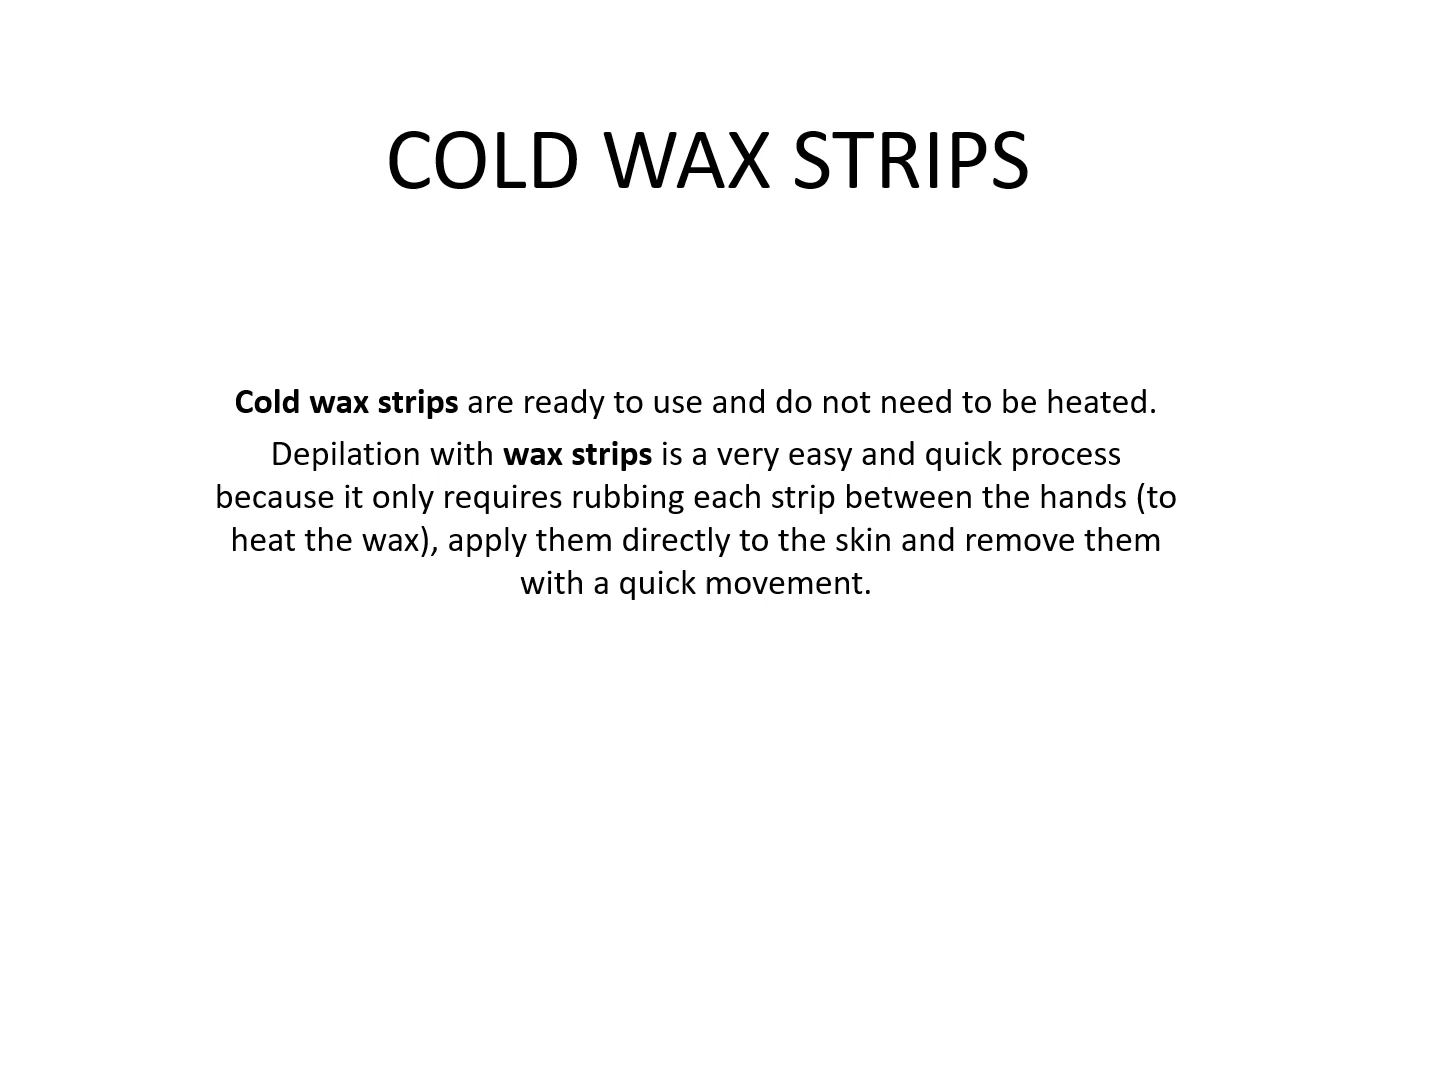 COLD WAX STRIPS
Cold wax strips are ready to use and do not need to be heated.
Depilation with wax strips is a very easy and quick process
because it only requires rubbing each strip between the hands (to
heat the wax), apply them directly to the skin and remove them
with a quick movement.